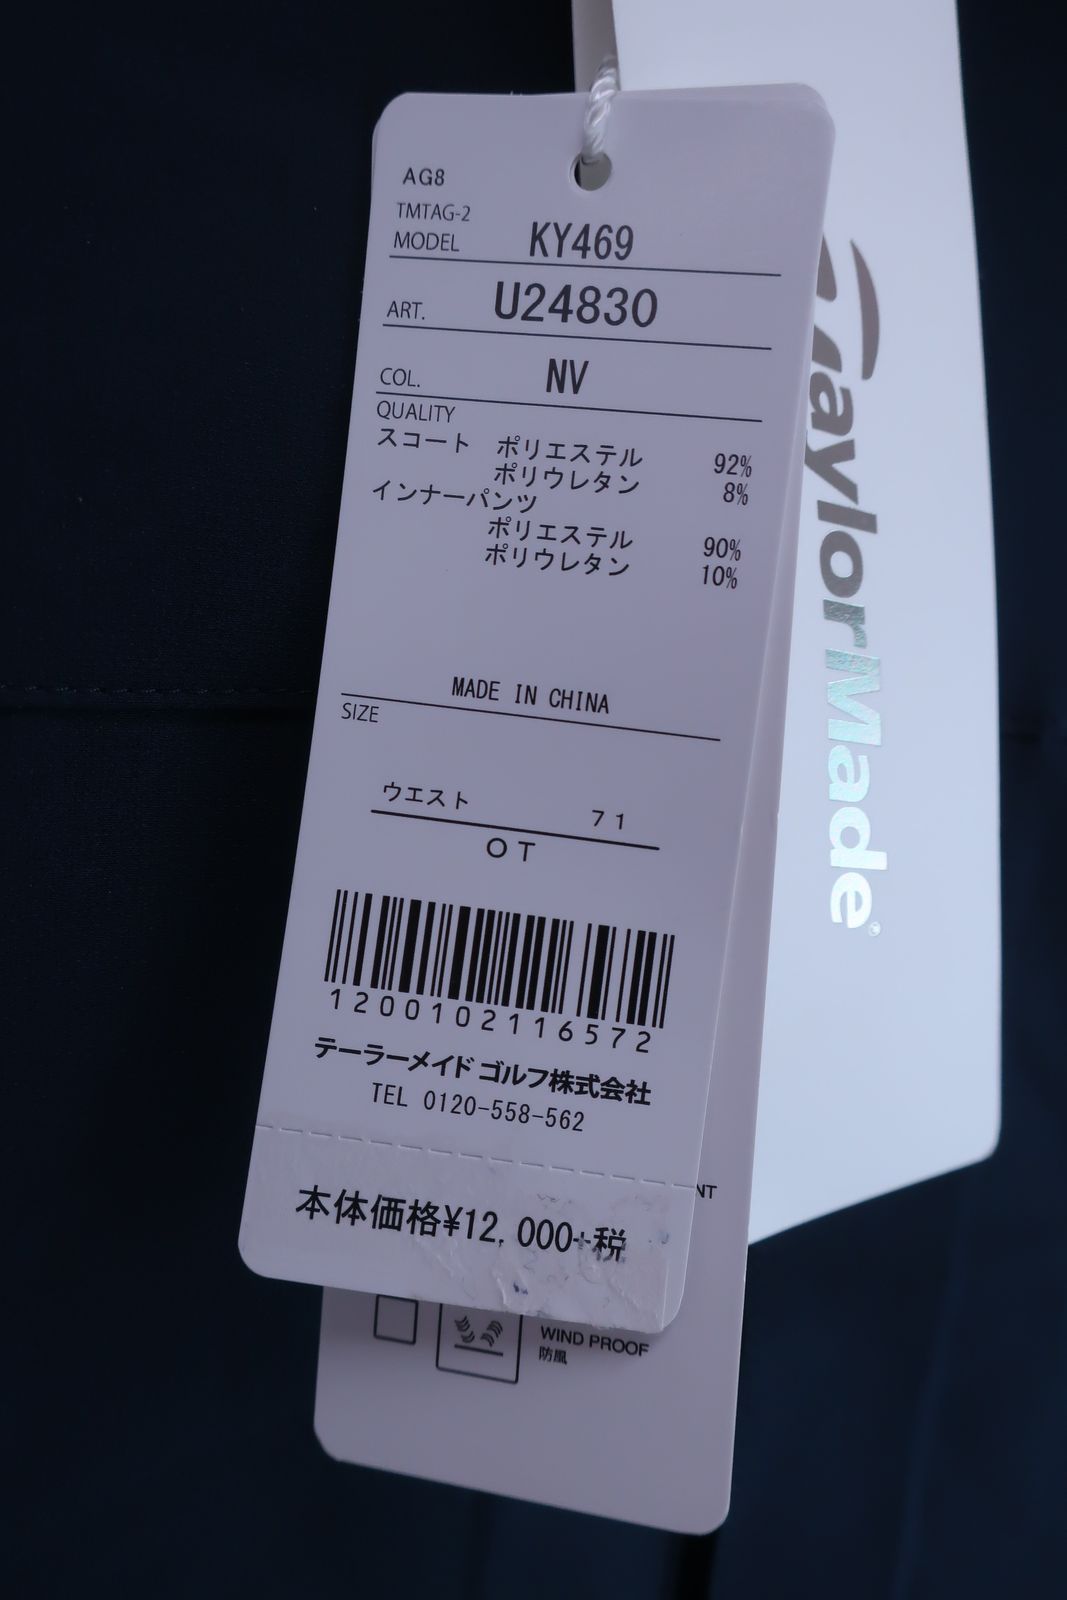 AG8
TMTAG-2
MODEL KY469
ART. U24830
COL. NV
QUALITY
スコート ポリエステル 92%
ポリウレタン 8%
インナーパンツ
ポリエステル 90%
ポリウレタン 10%
MADE IN CHINA
SIZE
ウエスト 71
OT
1200102116572
テーラーメイド ゴルフ株式会社
TEL 0120-558-562
本体価格¥12,000+税
NT
WIND PROOF
防風
TaylorMade®